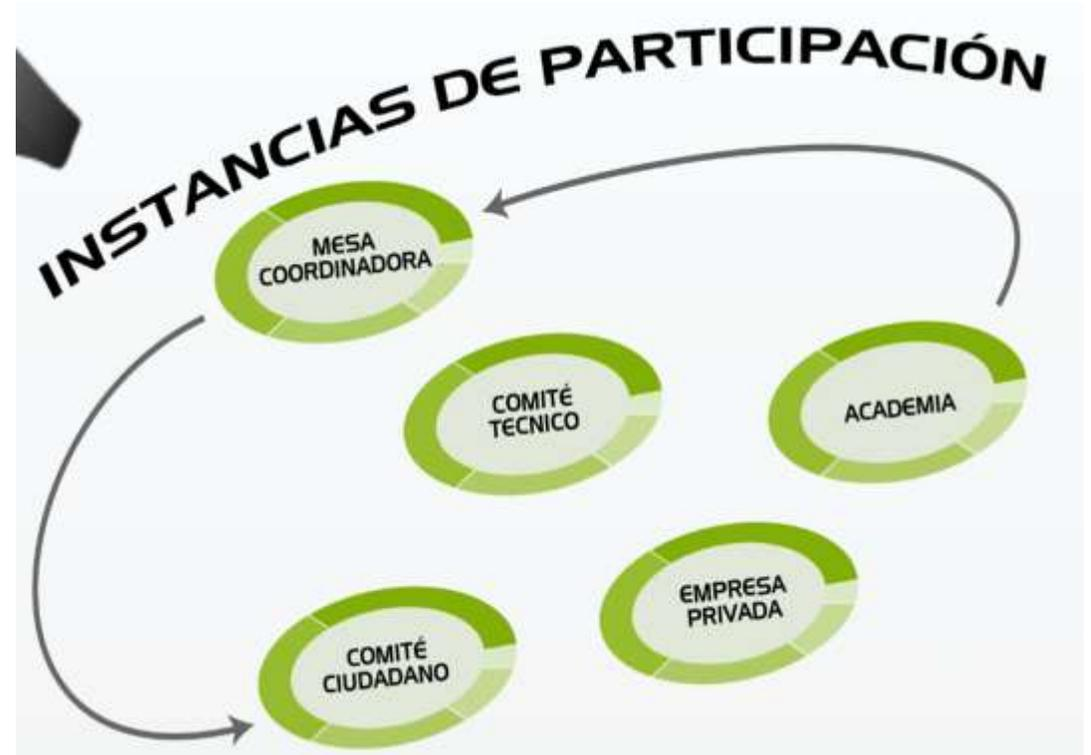 INSTANCIAS DE PARTICIPACIÓN
MESA
COORDINADORA
COMITÉ
TECNICO
ACADEMIA
EMPRESA
PRIVADA
COMITÉ
CIUDADANO